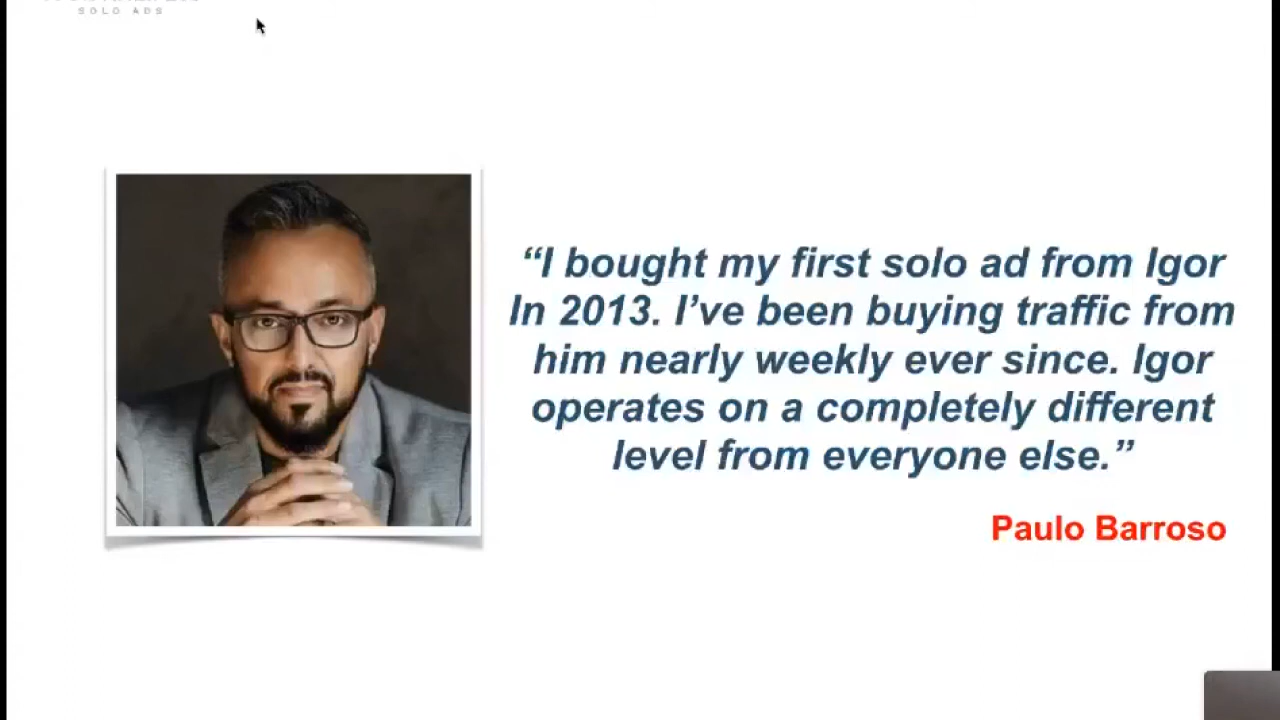 SOLO ADS
“I bought my first solo ad from Igor
In 2013. I’ve been buying traffic from
him nearly weekly ever since. Igor
operates on a completely different
level from everyone else.”
Paulo Barroso